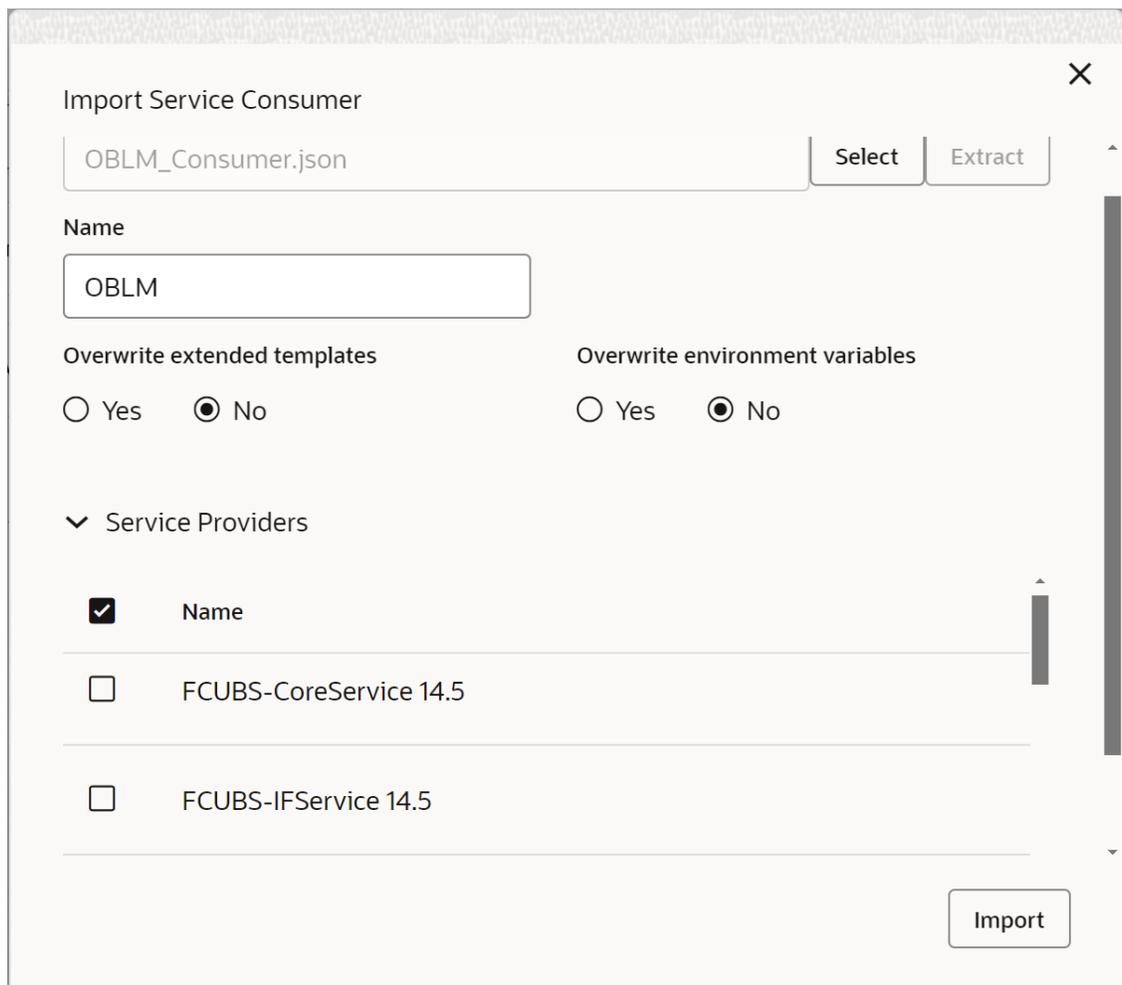 Import Service Consumer
OBLM_Consumer.json Select Extract
Name
OBLM
Overwrite extended templates Overwrite environment variables
Yes No Yes No
Service Providers
Name
FCUBS-CoreService 14.5
FCUBS-IFService 14.5
Import